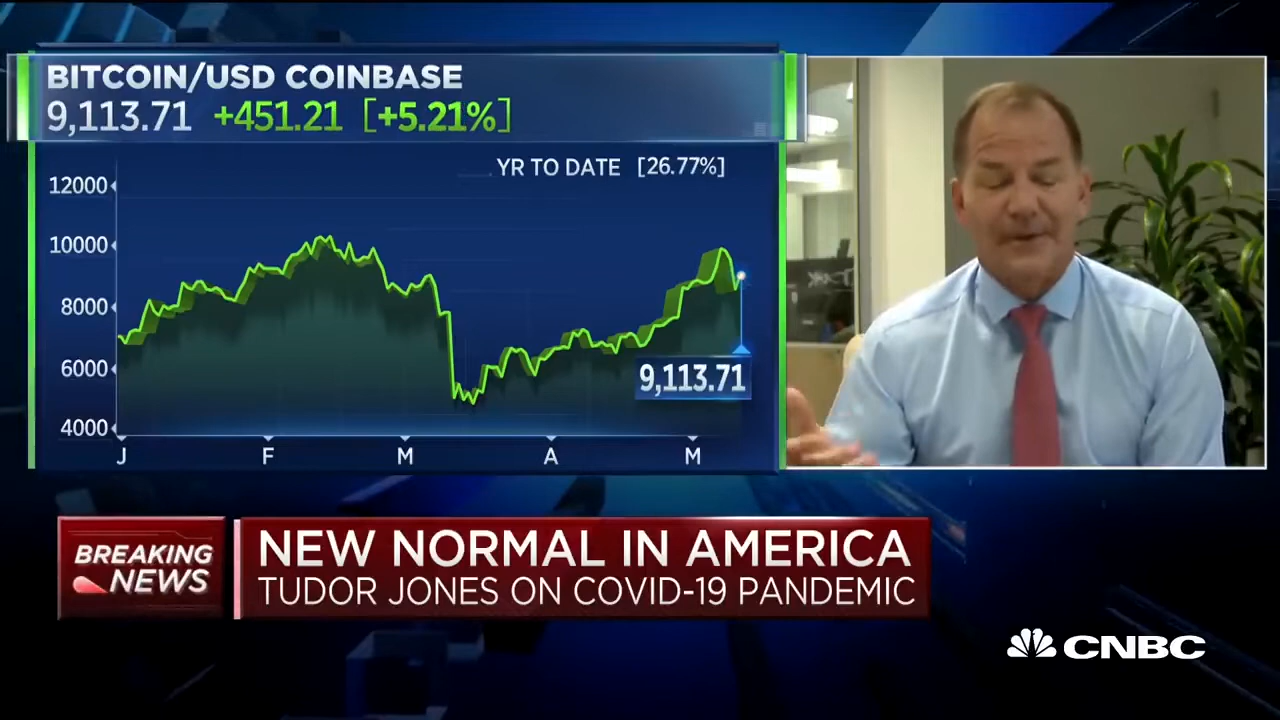 BITCOIN/USD COINBASE
9,113.71 +451.21 [+5.21%]
YR TO DATE [26.77%]
12000
10000
8000
6000
4000
9,113.71
J F M A M
BREAKING
NEWS
NEW NORMAL IN AMERICA
TUDOR JONES ON COVID-19 PANDEMIC
CNBC